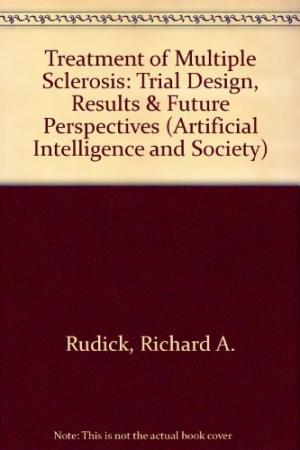 Treatment of Multiple
Sclerosis: Trial Design,
Results & Future
Perspectives (Artificial
Intelligence and Society)
Rudick, Richard A.
Note: This is not the actual book cover